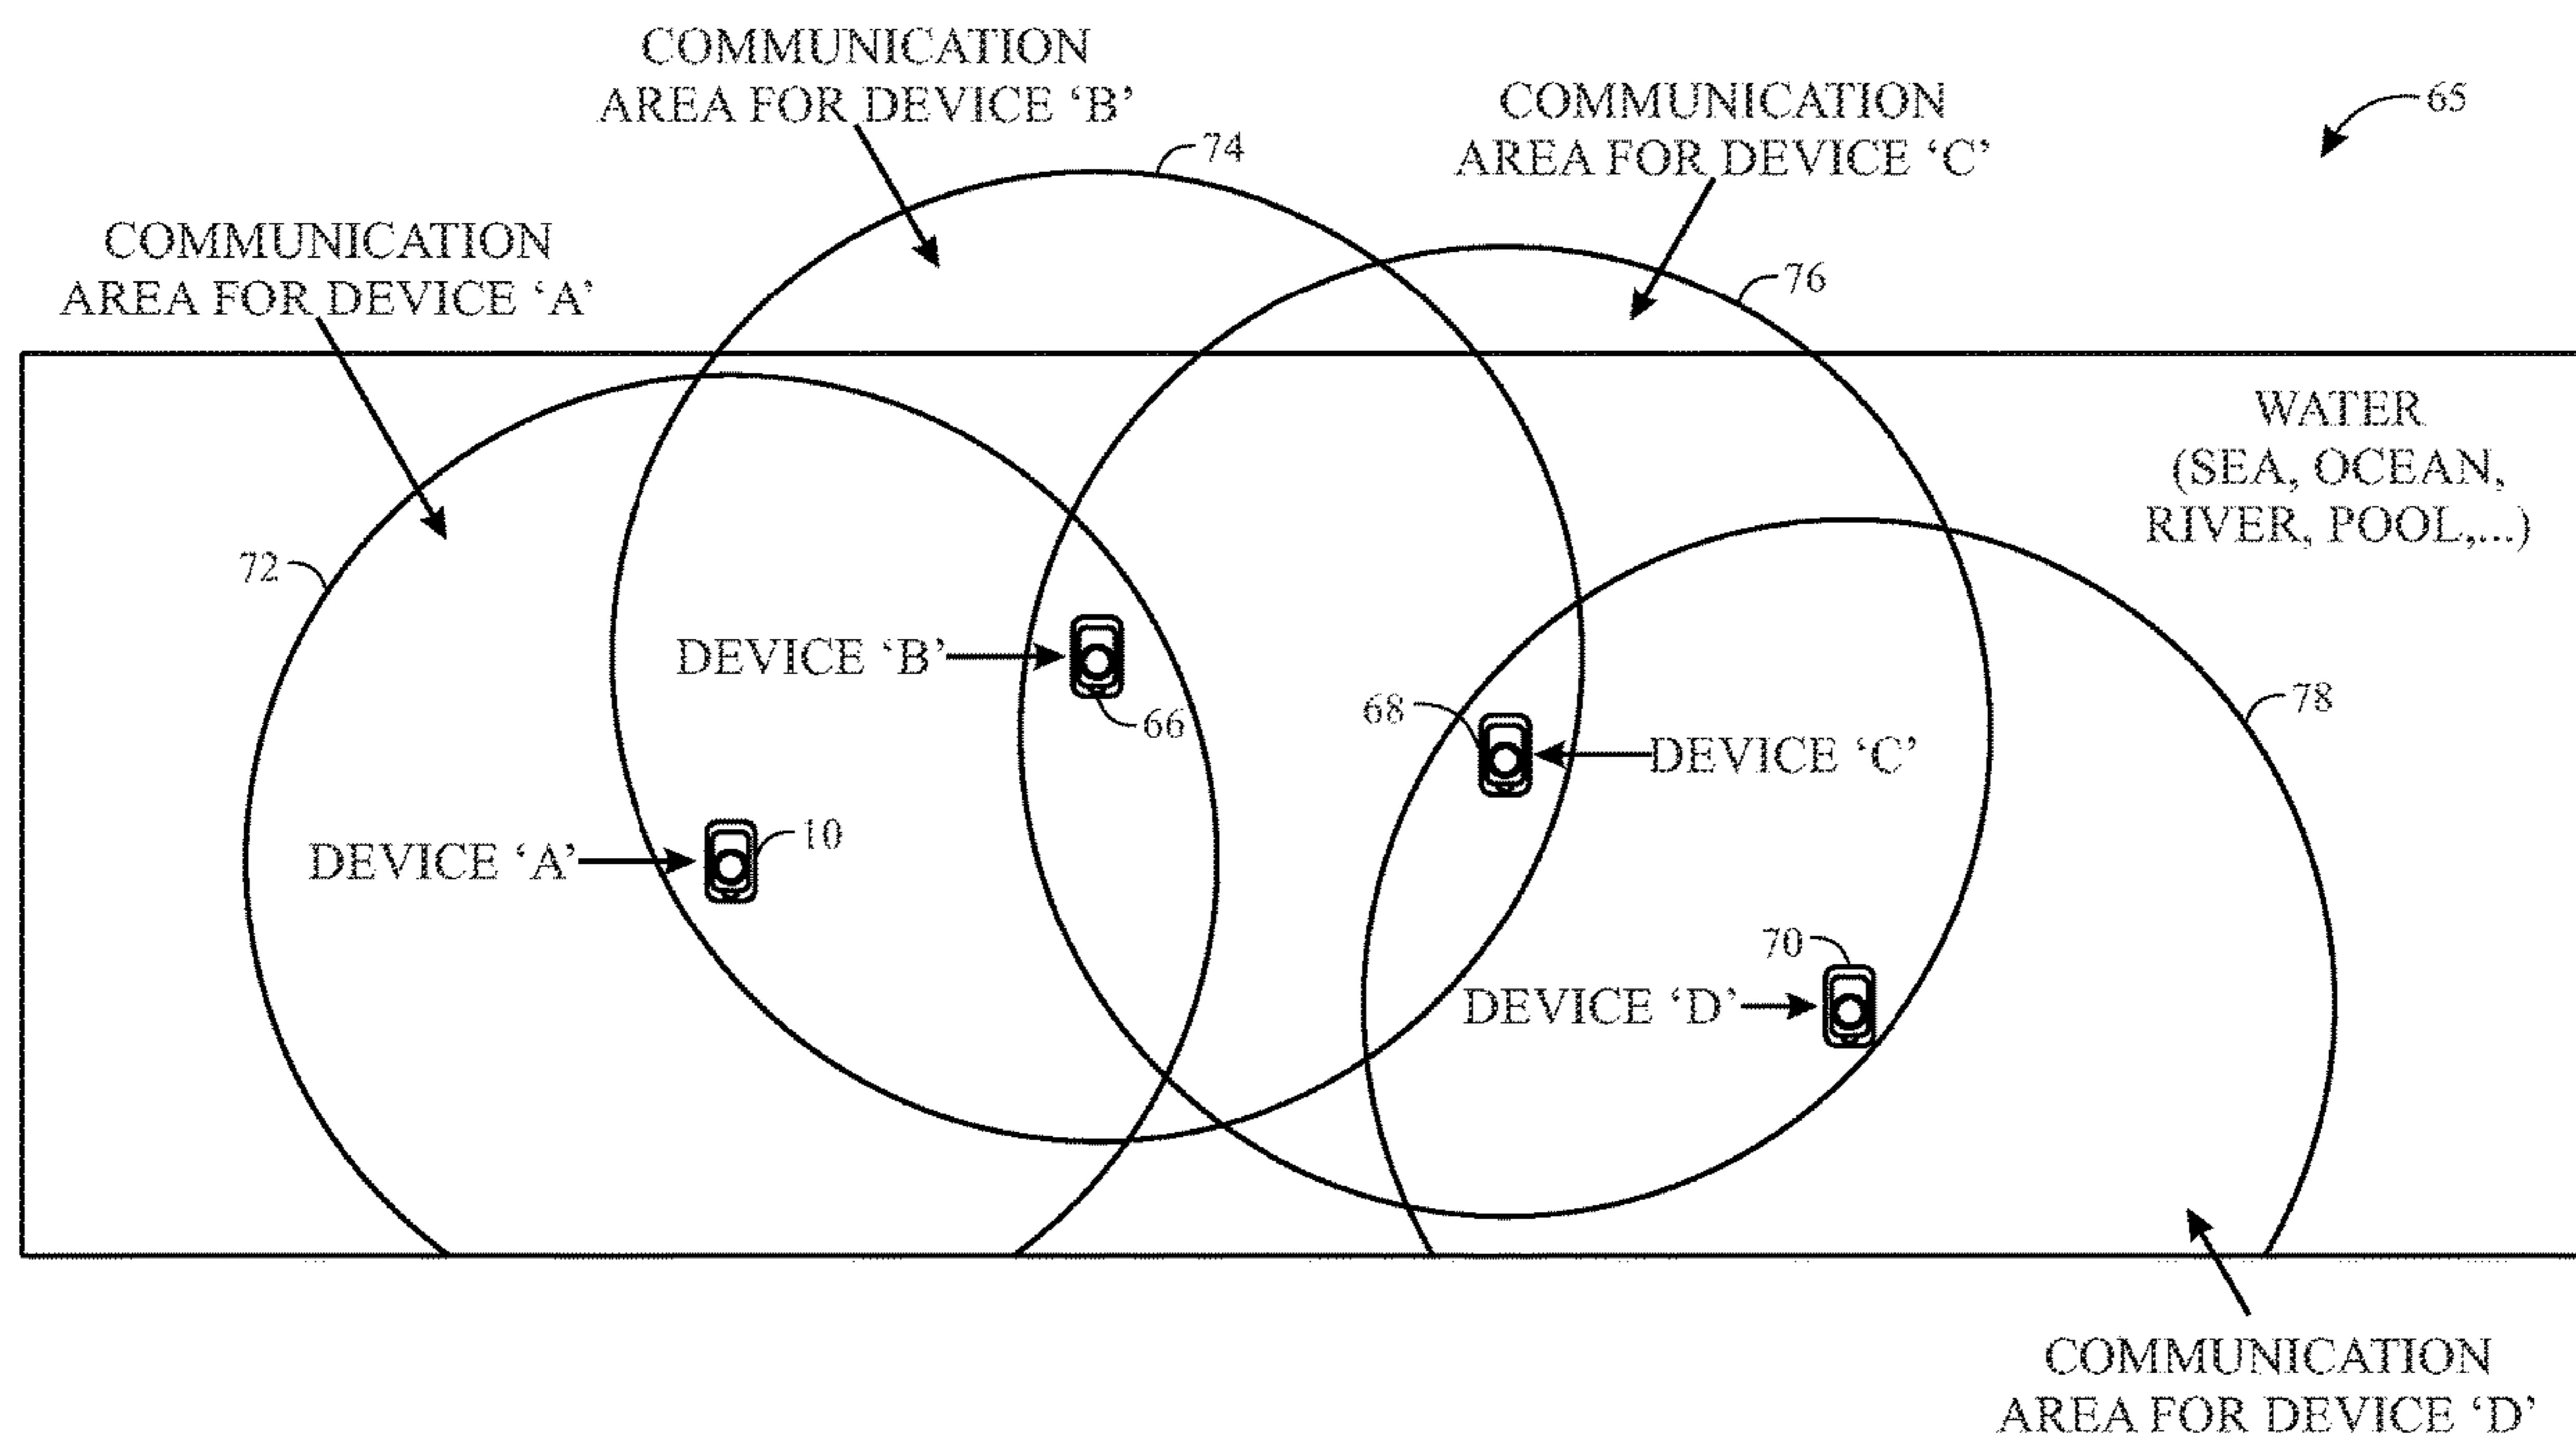 COMMUNICATION
AREA FOR DEVICE ‘B’
COMMUNICATION
AREA FOR DEVICE ‘C’
65
74
COMMUNICATION
AREA FOR DEVICE ‘A’
76
WATER
(SEA, OCEAN,
RIVER, POOL,...)
72
DEVICE ‘B’
66
68
DEVICE ‘C’
78
DEVICE ‘A’
10
70
DEVICE ‘D’
COMMUNICATION
AREA FOR DEVICE ‘D’